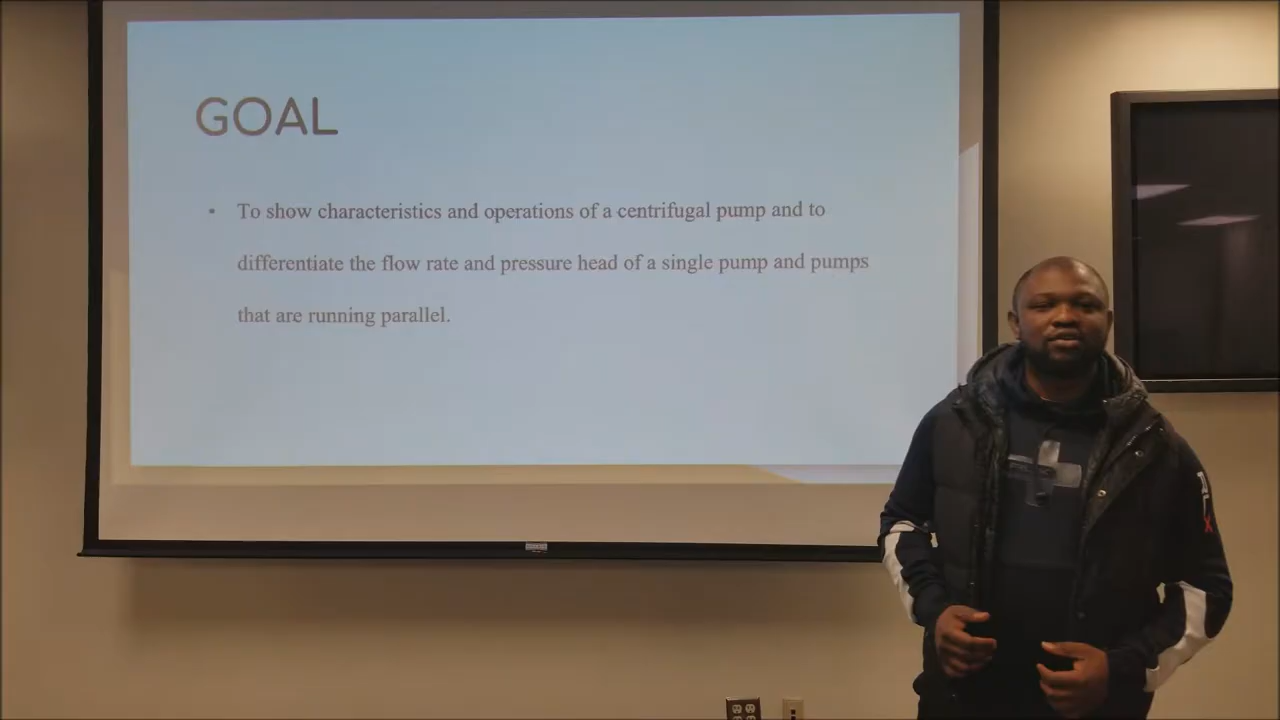 GOAL
• To show characteristics and operations of a centrifugal pump and to
differentiate the flow rate and pressure head of a single pump and pumps
that are running parallel.